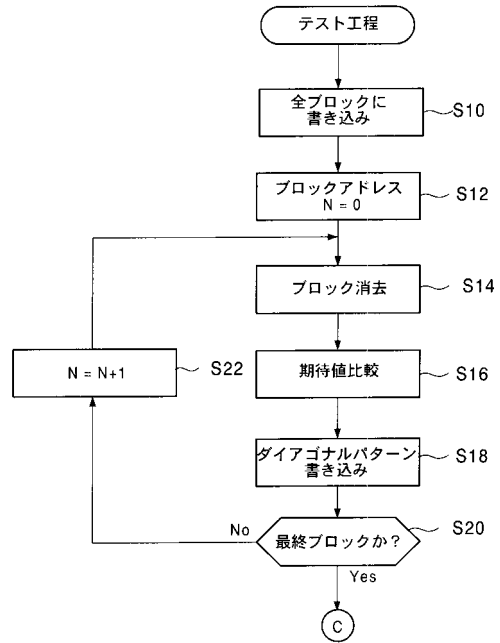 テスト工程
全ブロックに
書き込み
S10
ブロックアドレス
N = 0
S12
ブロック消去
S14
N = N+1
S22
期待値比較
S16
ダイアゴナルパターン
書き込み
S18
最終ブロックか？
S20
No
Yes
C